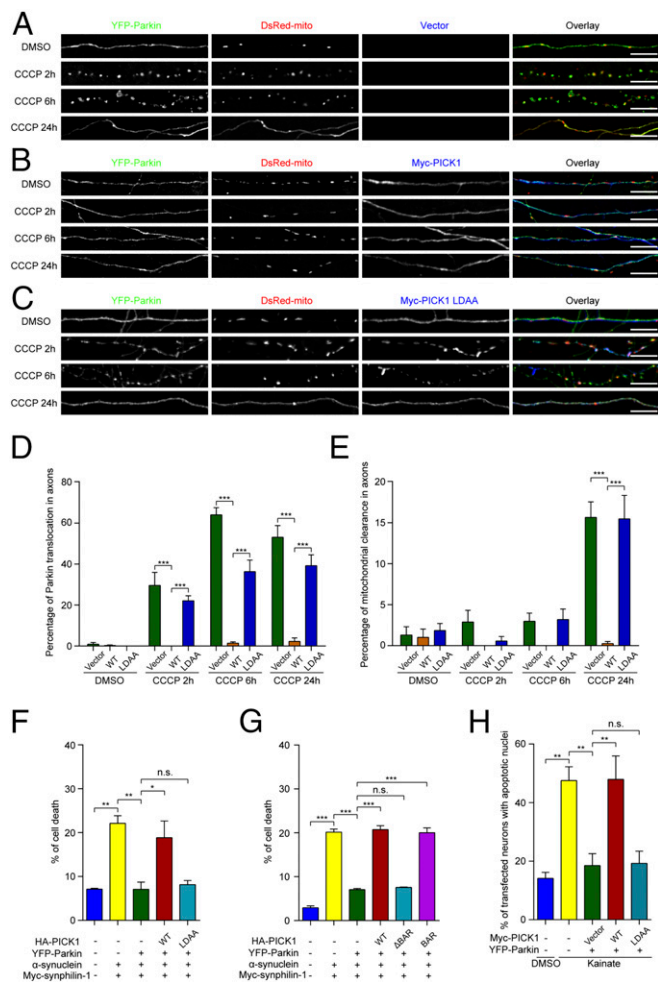 A
YFP-Parkin DsRed-mito Vector Overlay
DMSO
CCCP 2h
CCCP 6h
CCCP 24h
B
YFP-Parkin DsRed-mito Myc-PICK1 Overlay
DMSO
CCCP 2h
CCCP 6h
CCCP 24h
C
YFP-Parkin DsRed-mito Myc-PICK1 LDAA Overlay
DMSO
CCCP 2h
CCCP 6h
CCCP 24h
D
Percentage of Parkin translocation in axons
80
60
40
20
0
*** *** *** *** *** ***
Vector WT LDAA Vector WT LDAA Vector WT LDAA Vector WT LDAA
DMSO CCCP 2h CCCP 6h CCCP 24h
E
Percentage of mitochondrial clearance in axons
20
15
10
5
0
*** ***
Vector WT LDAA Vector WT LDAA Vector WT LDAA Vector WT LDAA
DMSO CCCP 2h CCCP 6h CCCP 24h
F
% of cell death
40
30
20
10
0
n.s.
** ** *
HA-PICK1 - - - WT LDAA
YFP-Parkin - - + + +
α-synuclein - + + + +
Myc-synphilin-1 - + + + +
G
% of cell death
40
30
20
10
0
***
n.s.
*** *** ***
HA-PICK1 - - - WT ΔBAR BAR
YFP-Parkin - - + + + +
α-synuclein - + + + + +
Myc-synphilin-1 - + + + + +
H
% of transfected neurons with apoptotic nuclei
80
60
40
20
0
n.s.
** ** **
Myc-PICK1 - - Vector WT LDAA
YFP-Parkin - - + + +
DMSO Kainate